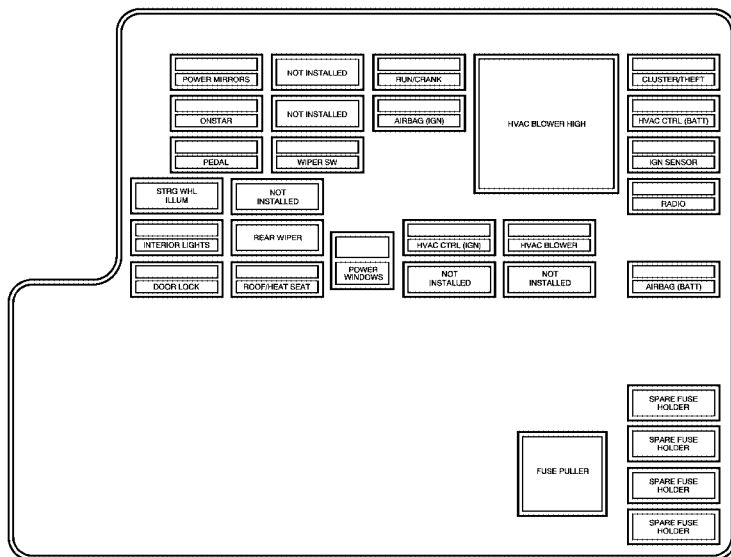 POWER MIRRORS
NOT INSTALLED
RUN/CRANK
HVAC BLOWER HIGH
CLUSTER/THEFT
ONSTAR
NOT INSTALLED
AIRBAG (IGN)
HVAC CTRL (BATT)
PEDAL
WIPER SW
IGN SENSOR
STRG WHL
ILLUM
NOT
INSTALLED
RADIO
INTERIOR LIGHTS
REAR WIPER
POWER
WINDOWS
HVAC CTRL (IGN)
HVAC BLOWER
DOOR LOCK
ROOF/HEAT SEAT
NOT
INSTALLED
NOT
INSTALLED
AIRBAG (BATT)
SPARE FUSE
HOLDER
SPARE FUSE
HOLDER
FUSE PULLER
SPARE FUSE
HOLDER
SPARE FUSE
HOLDER